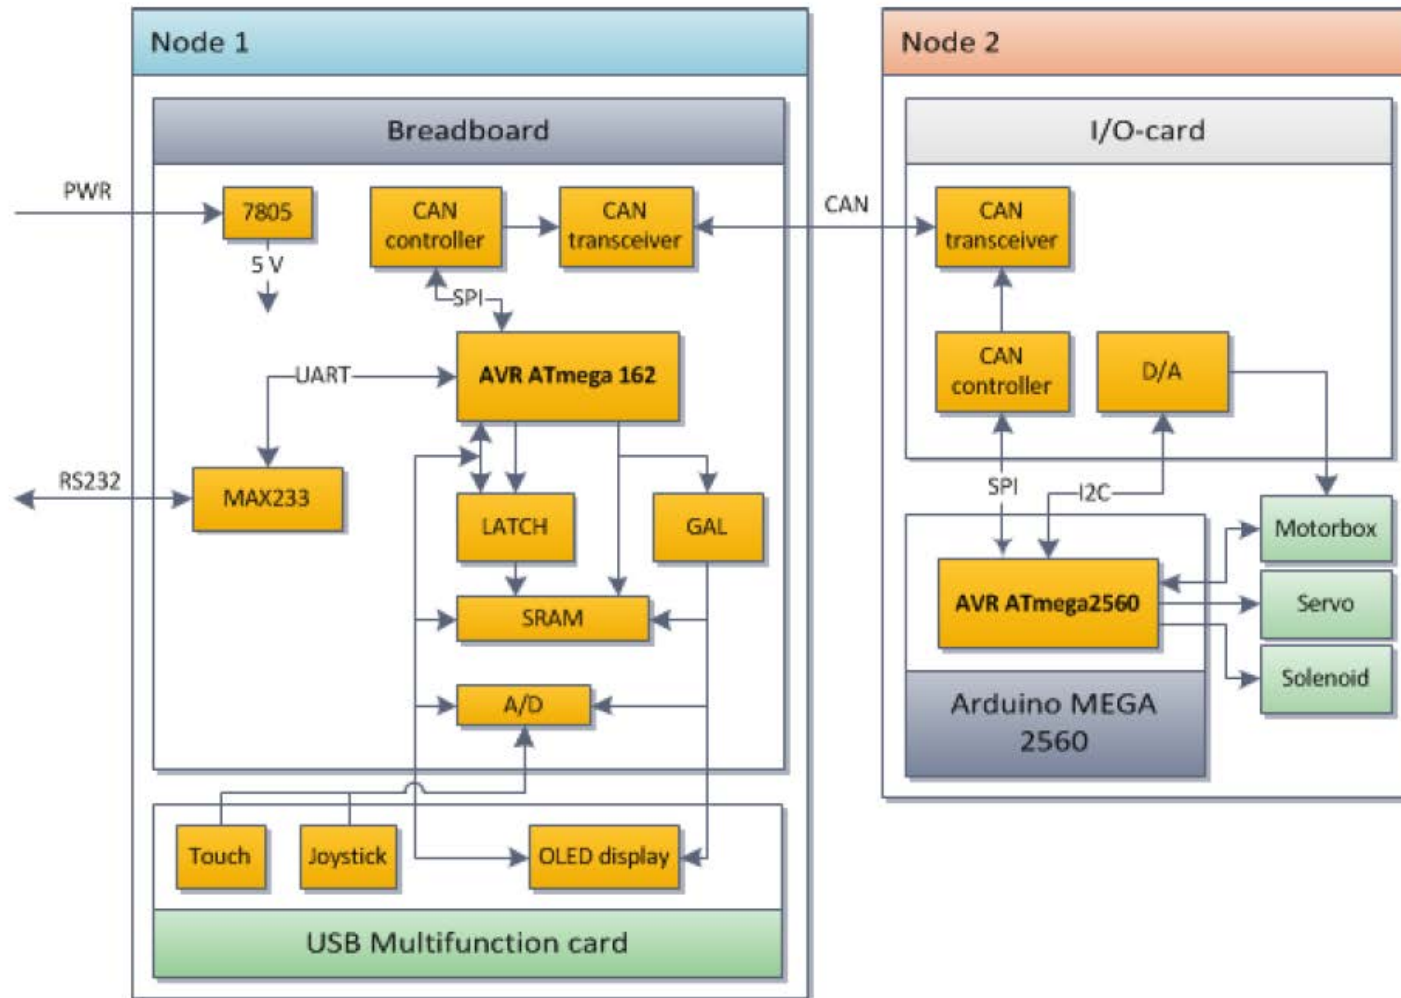 Node 1
Breadboard
PWR
7805
5 V
CAN
controller
CAN
transceiver
SPI
AVR ATmega 162
UART
RS232
MAX233
LATCH
GAL
SRAM
A/D
Touch
Joystick
OLED display
USB Multifunction card
CAN
Node 2
I/O-card
CAN
transceiver
CAN
controller
D/A
SPI
I2C
Motorbox
AVR ATmega2560
Servo
Solenoid
Arduino MEGA
2560